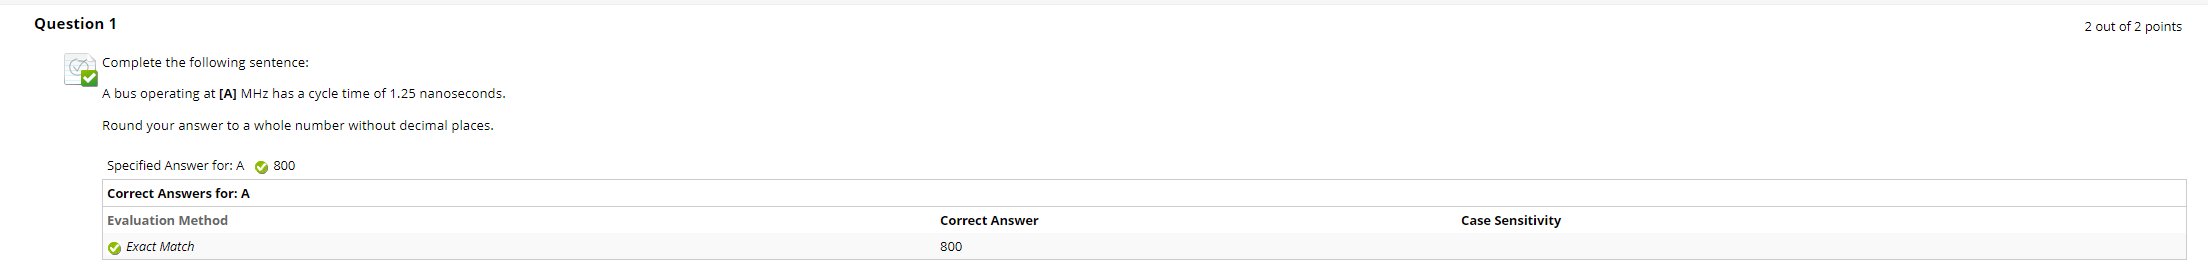 Question 1
2 out of 2 points
Complete the following sentence:
A bus operating at [A] MHz has a cycle time of 1.25 nanoseconds.
Round your answer to a whole number without decimal places.
Specified Answer for: A 800
Correct Answers for: A
Evaluation Method Correct Answer Case Sensitivity
Exact Match 800